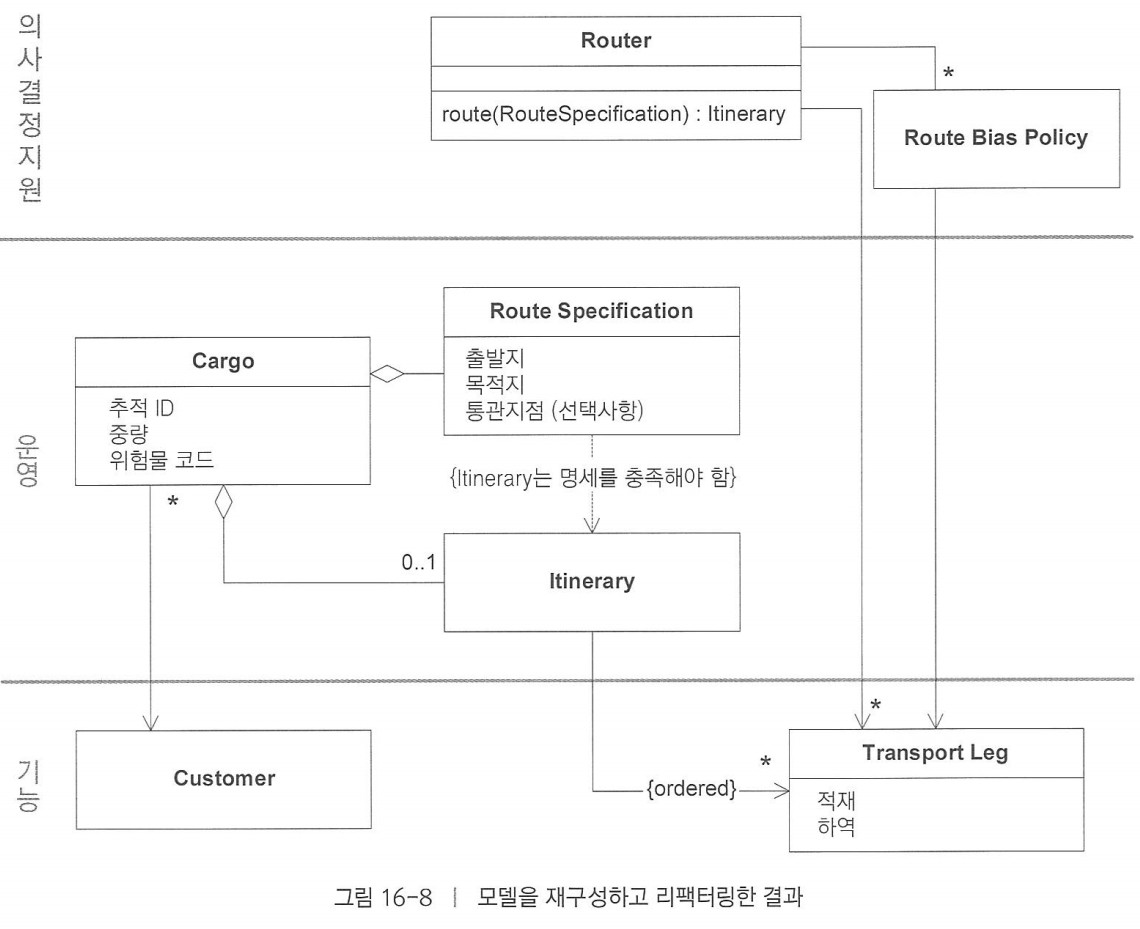 의사결정지원
Router
route(RouteSpecification) : Itinerary
*
Route Bias Policy
운영
Route Specification
출발지
목적지
통관지점 (선택사항)
Cargo
추적 ID
중량
위험물 코드
{Itinerary는 명세를 충족해야 함}
*
0..1
Itinerary
기능
Customer
*
Transport Leg
적재
하역
*
{ordered}
그림 16-8 | 모델을 재구성하고 리팩터링한 결과